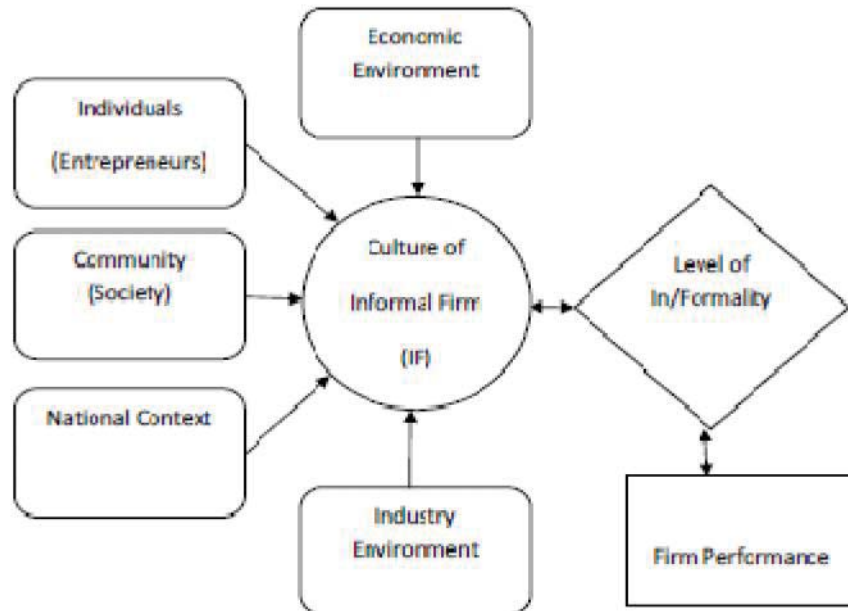 Economic
Environment
Individuals
(Entrepreneurs)
Community
(Society)
National Context
Culture of
Informal Firm
(IF)
Level of
In/Formality
Industry
Environment
Firm Performance